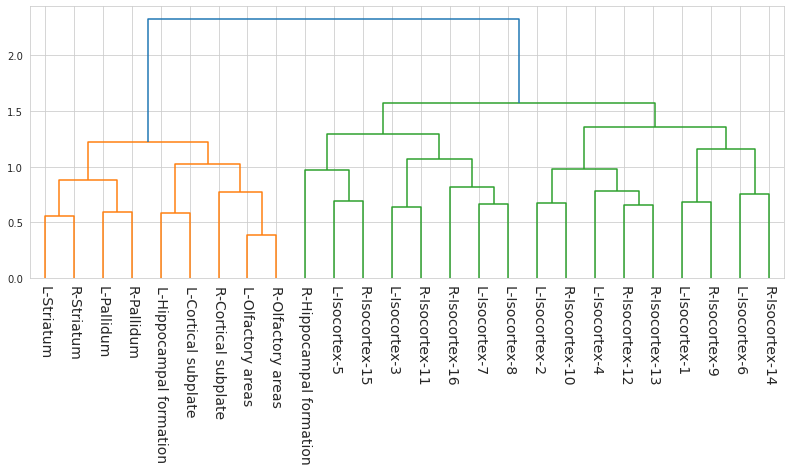 2.0
1.5
1.0
0.5
0.0
L-Striatum
R-Striatum
L-Pallidum
R-Pallidum
L-Hippocampal formation
L-Cortical subplate
R-Cortical subplate
L-Olfactory areas
R-Olfactory areas
R-Hippocampal formation
L-Isocortex-5
R-Isocortex-15
L-Isocortex-3
R-Isocortex-11
R-Isocortex-16
L-Isocortex-7
L-Isocortex-8
L-Isocortex-2
R-Isocortex-10
L-Isocortex-4
R-Isocortex-12
R-Isocortex-13
L-Isocortex-1
R-Isocortex-9
L-Isocortex-6
R-Isocortex-14